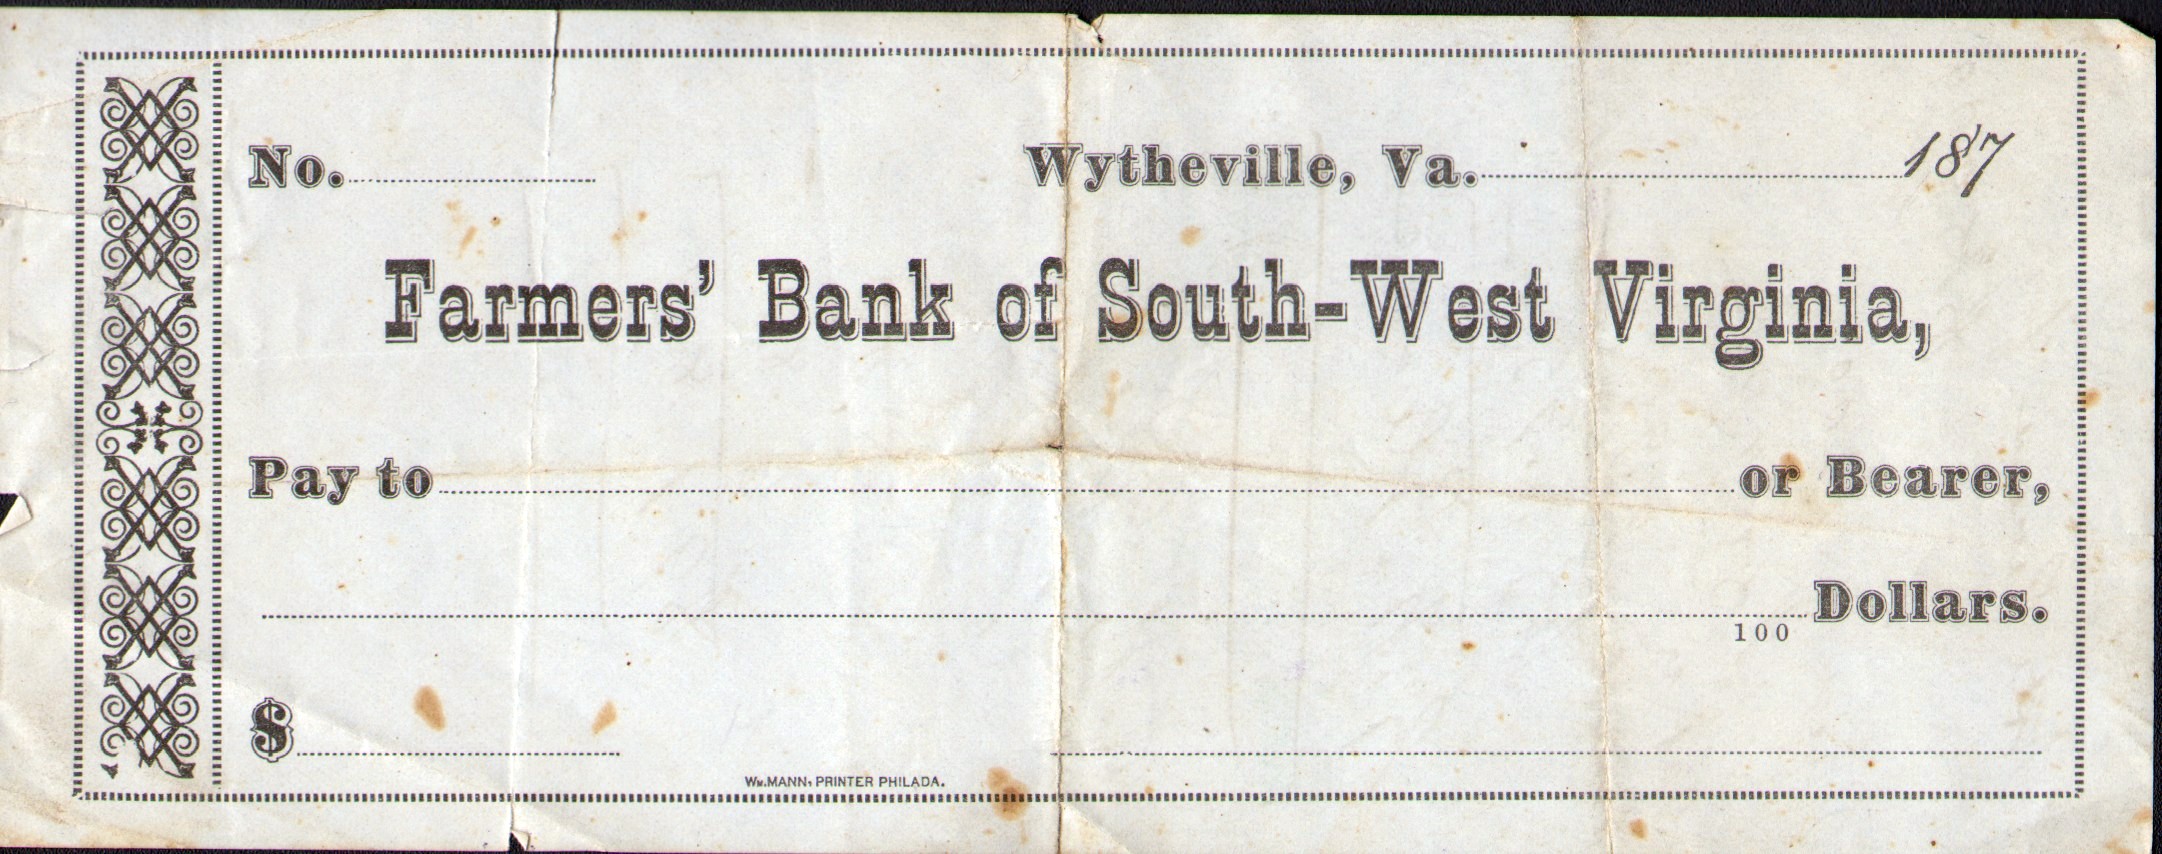 No. Wytheville, Va. 187
Farmers' Bank of South-West Virginia,
Pay to or Bearer,
Dollars.
100
$
WM. MANN, PRINTER PHILADA.